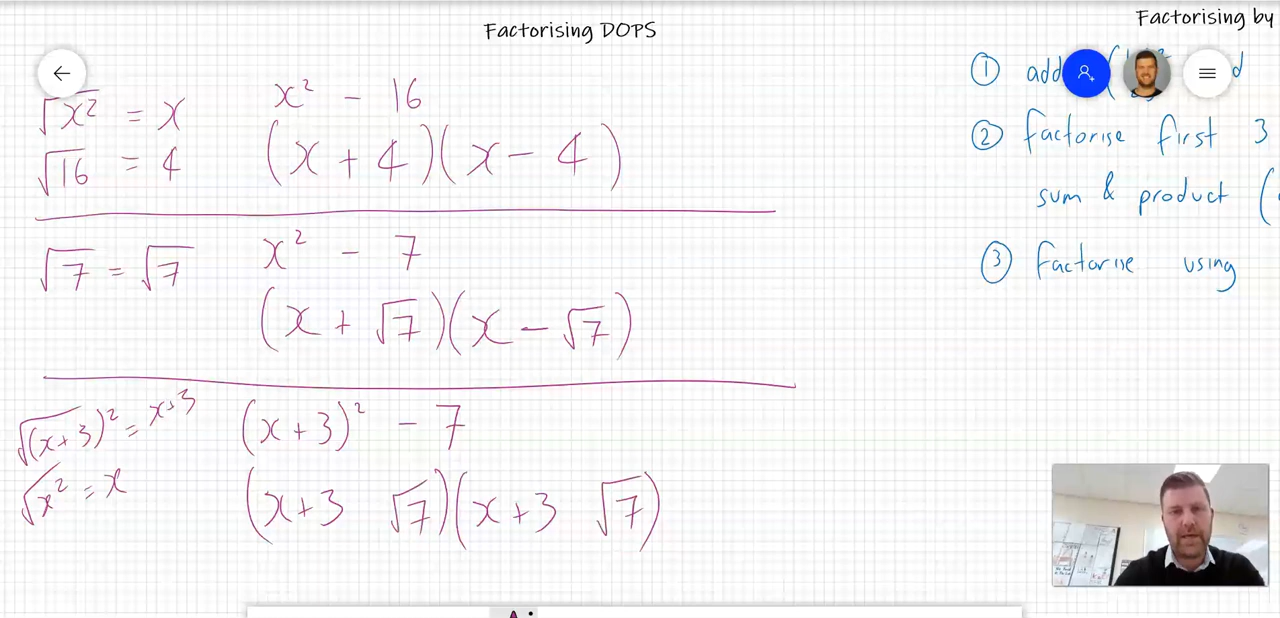 Factorising DOPS
√x² = x
x² - 16
√16 = 4
(x + 4)(x - 4)
√7 = √7
x² - 7
(x + √7)(x - √7)
√(x+3)² = x+3
(x+3)² - 7
√x² = x
(x+3 √7)(x+3 √7)
Factorising by
① add
② factorise first 3
sum & product (
③ factorise using